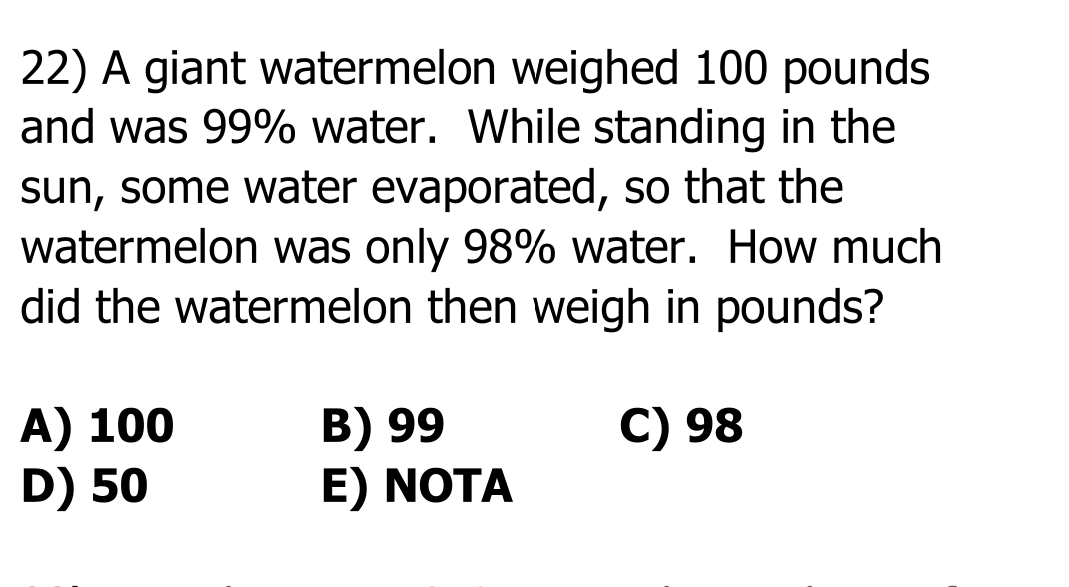 22) A giant watermelon weighed 100 pounds
and was 99% water.  While standing in the
sun, some water evaporated, so that the
watermelon was only 98% water.  How much
did the watermelon then weigh in pounds?
A) 100 B) 99 C) 98
D) 50 E) NOTA